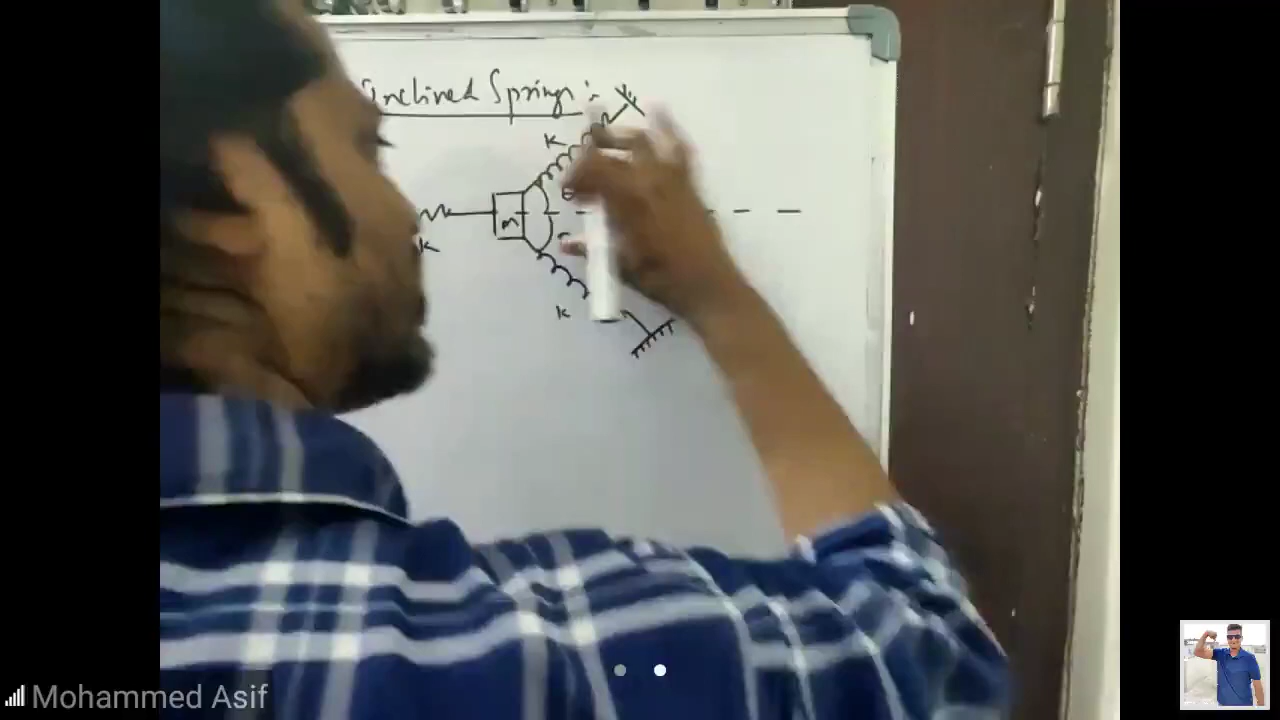 Inclined Springs :-
K
θ
m
K
K
Mohammed Asif